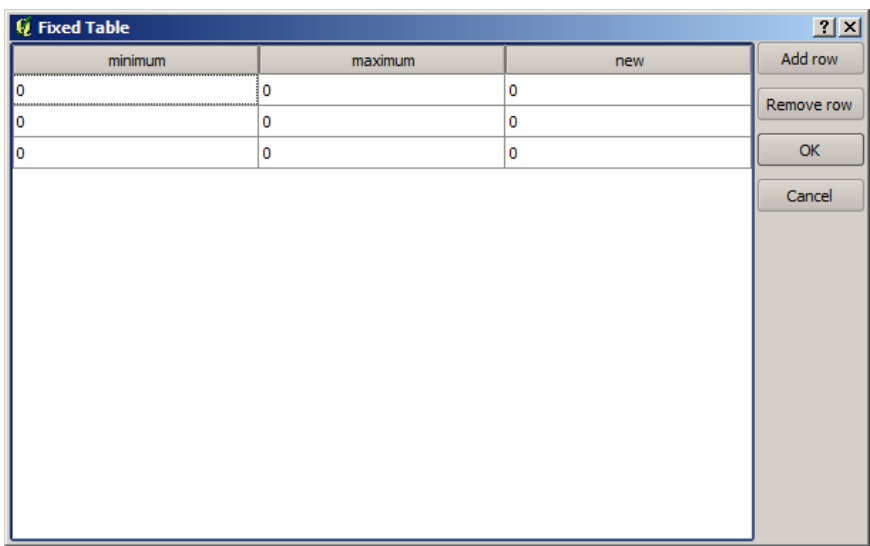 Fixed Table ? X
minimum maximum new Add row
0 0 0
Remove row
0 0 0
0 0 0 OK
Cancel